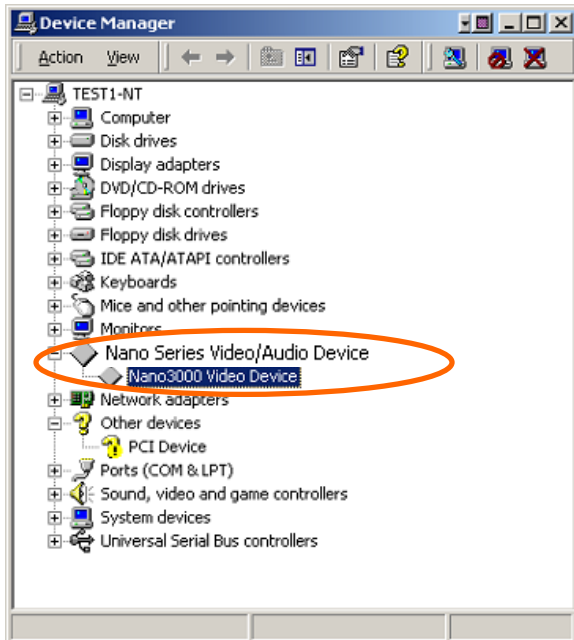 Device Manager
Action View
TEST1-NT
Computer
Disk drives
Display adapters
DVD/CD-ROM drives
Floppy disk controllers
Floppy disk drives
IDE ATA/ATAPI controllers
Keyboards
Mice and other pointing devices
Monitors
Nano Series Video/Audio Device
Nano3000 Video Device
Network adapters
Other devices
PCI Device
Ports (COM & LPT)
Sound, video and game controllers
System devices
Universal Serial Bus controllers